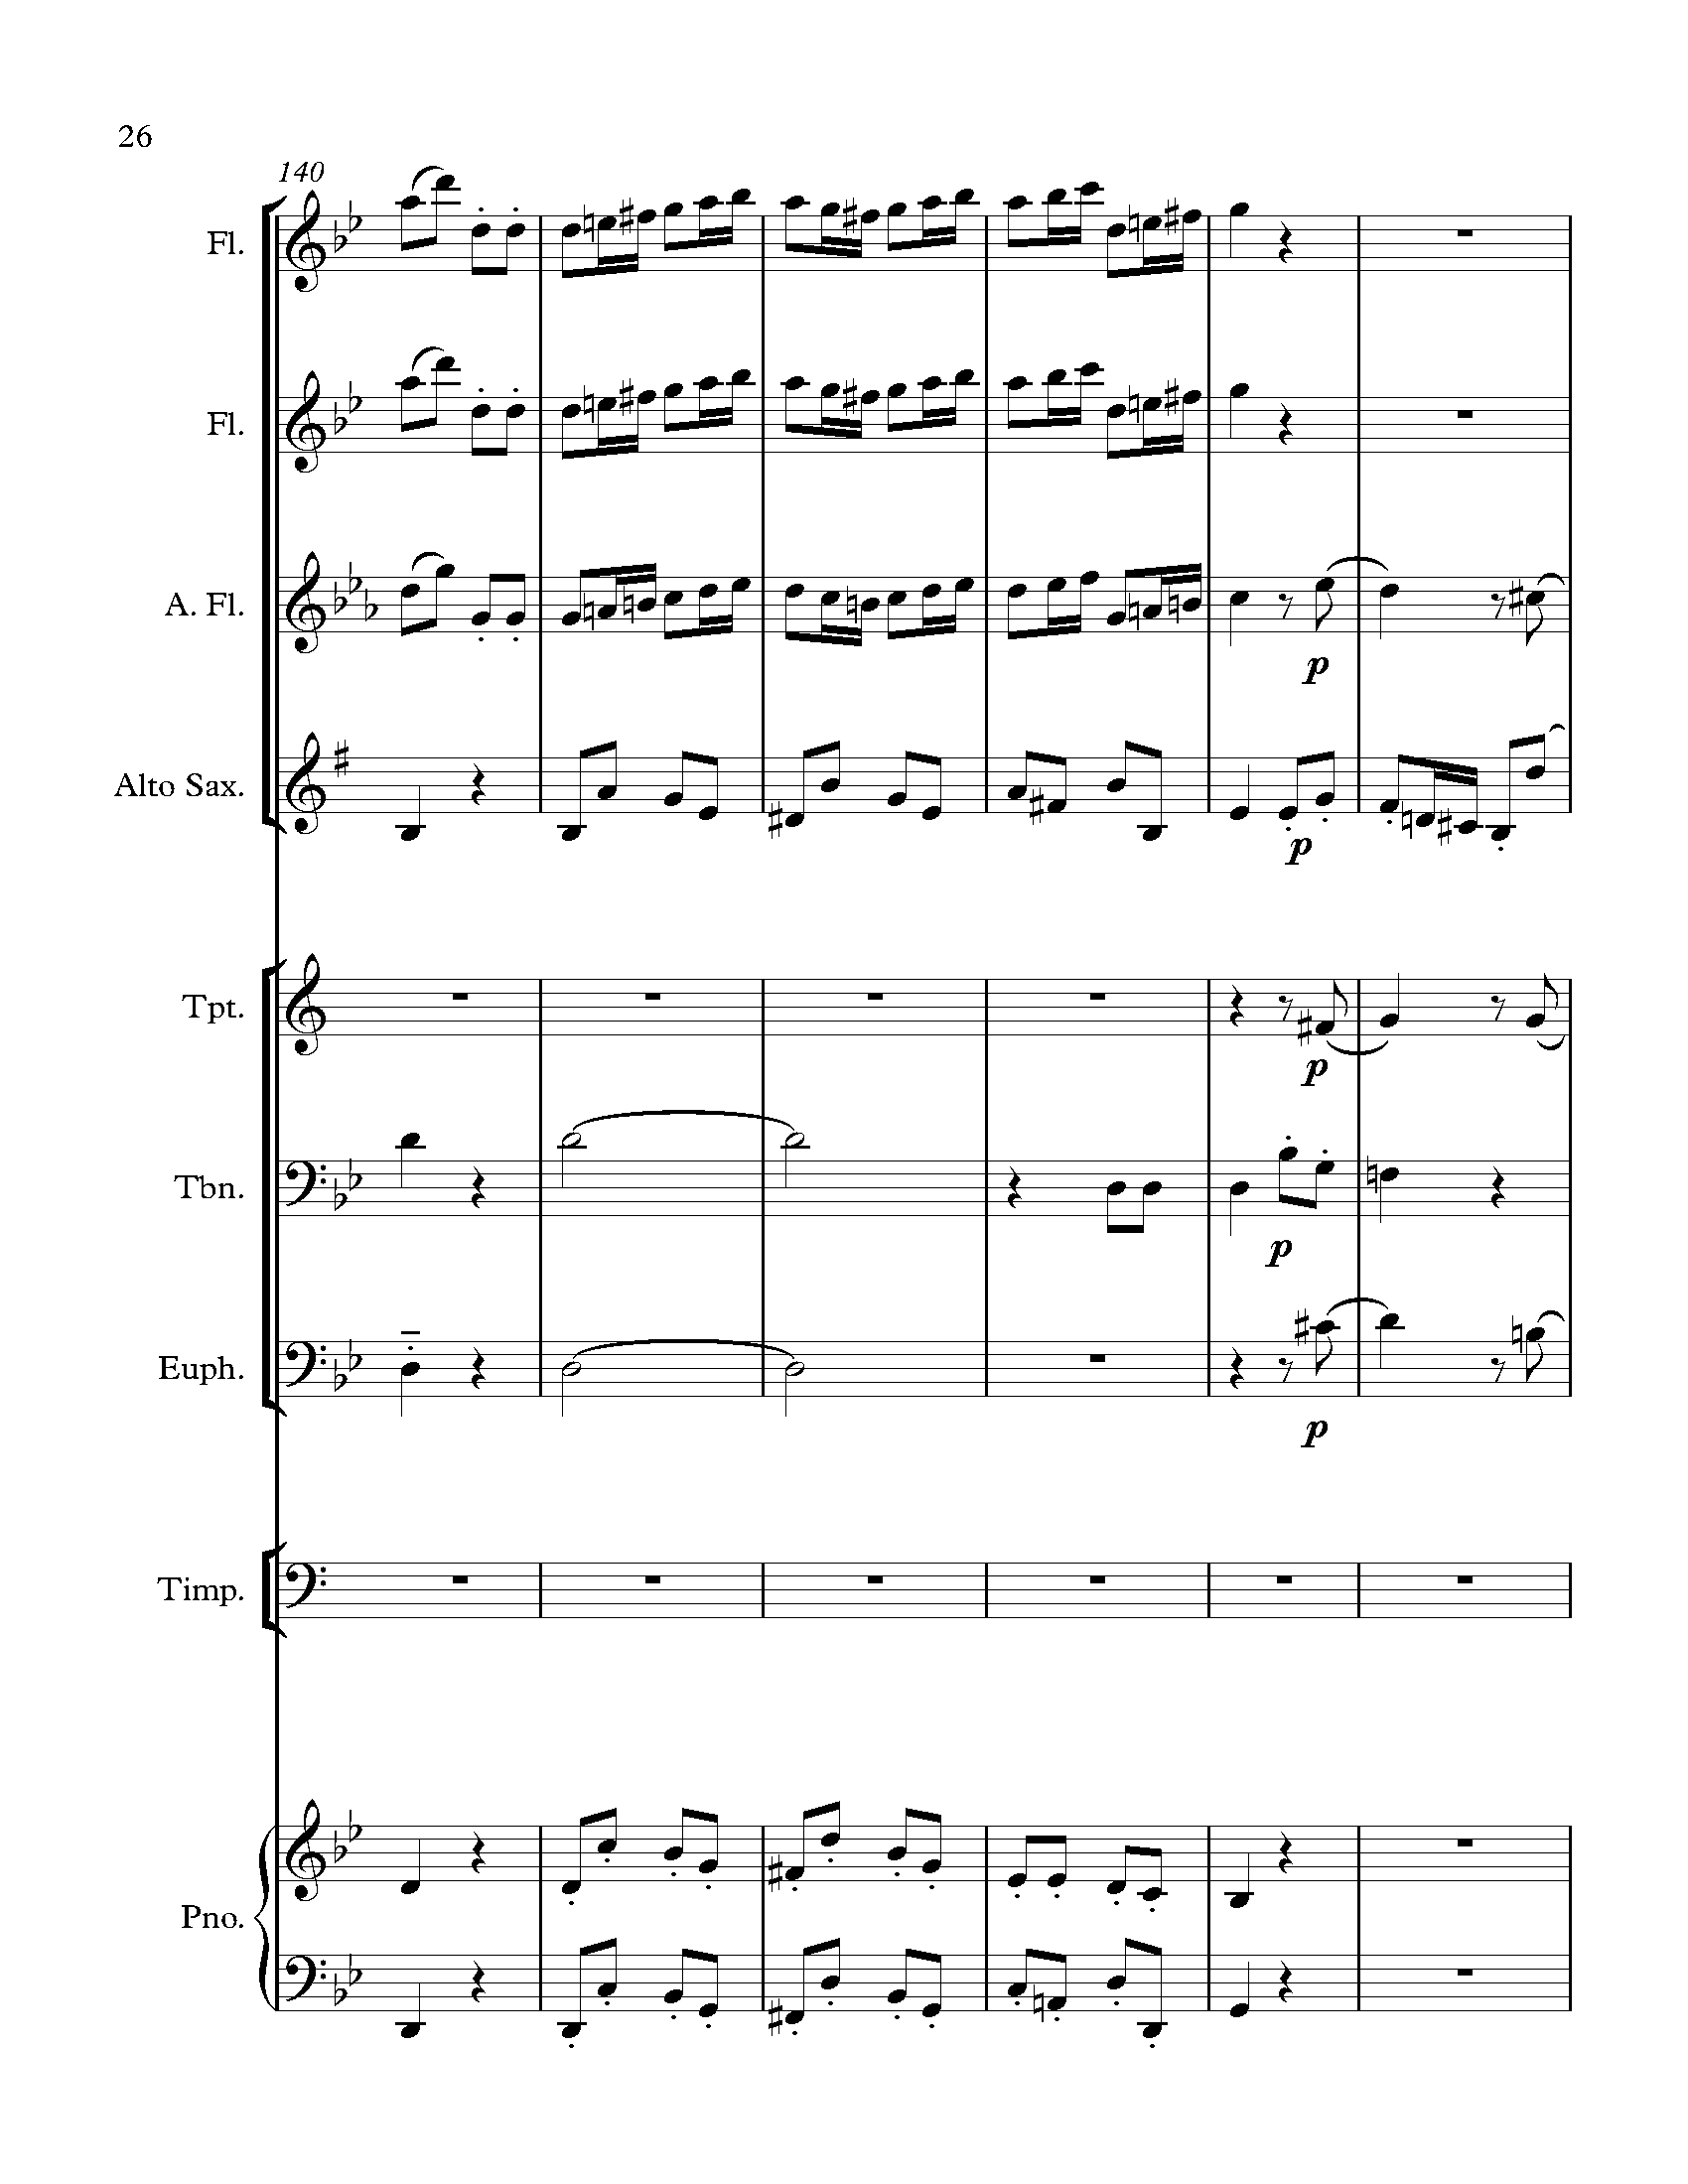 26
140
Fl.
Fl.
A. Fl.
p
Alto Sax.
p
Tpt.
p
Tbn.
p
Euph.
p
Timp.
Pno.